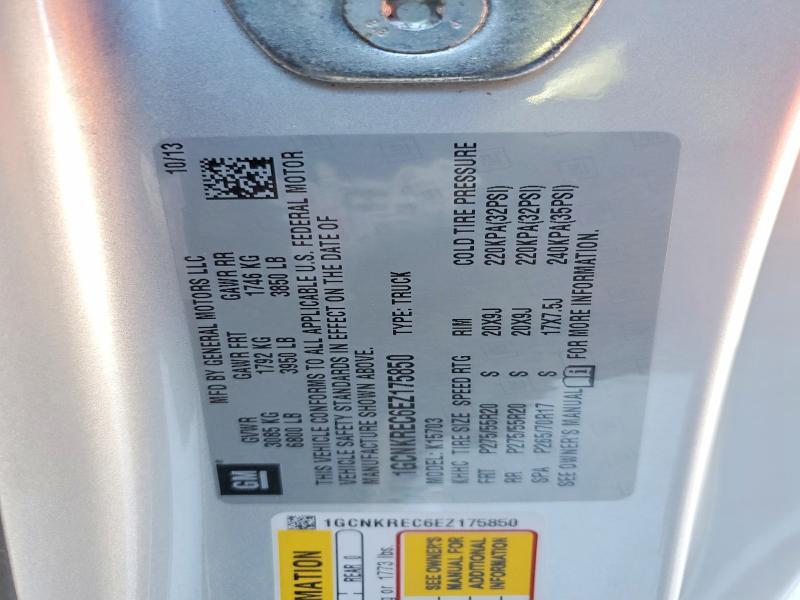 GM
MFD BY GENERAL MOTORS LLC 10/13
GVWR GAWR FRT GAWR RR
3085 KG 1792 KG 1746 KG
6800 LB 3950 LB 3850 LB
THIS VEHICLE CONFORMS TO ALL APPLICABLE U.S. FEDERAL MOTOR
VEHICLE SAFETY STANDARDS IN EFFECT ON THE DATE OF
MANUFACTURE SHOWN ABOVE.
1GCNKREC6EZ175850 TYPE: TRUCK
MODEL: K15703
KHHC TIRE SIZE SPEED RTG RIM COLD TIRE PRESSURE
FRT P275/55R20 S 20X9J 220KPA(32PSI)
RR P275/55R20 S 20X9J 220KPA(32PSI)
SPA P265/70R17 S 17X7.5J 240KPA(35PSI)
SEE OWNER'S MANUAL i FOR MORE INFORMATION.
1GCNKREC6EZ175850
MATION
REAR 0
or 1773 lbs.
SEE OWNER'S
MANUAL FOR
ADDITIONAL
INFORMATION